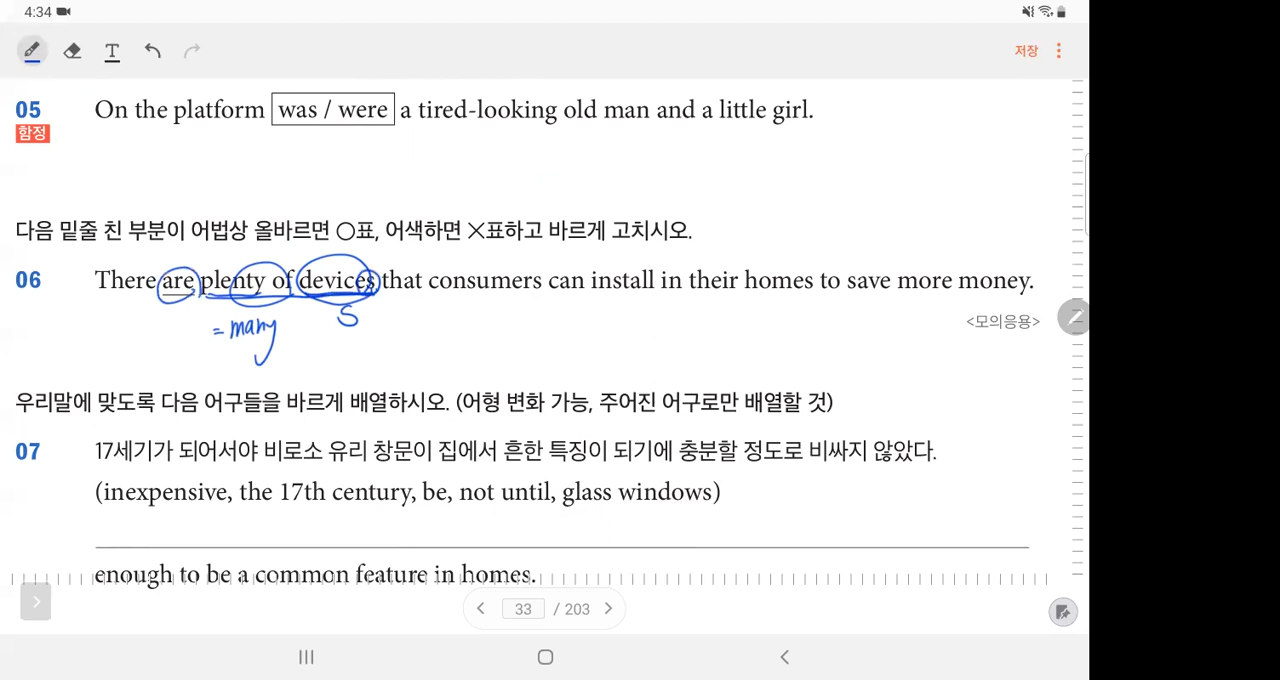 4:34
저장
05 On the platform was / were a tired-looking old man and a little girl.
함정
다음 밑줄 친 부분이 어법상 올바르면 ○표, 어색하면 ×표하고 바르게 고치시오.
06 There are plenty of devices that consumers can install in their homes to save more money.
= many S
<모의응용>
우리말에 맞도록 다음 어구들을 바르게 배열하시오. (어형 변화 가능, 주어진 어구로만 배열할 것)
07 17세기가 되어서야 비로소 유리 창문이 집에서 흔한 특징이 되기에 충분할 정도로 비싸지 않았다.
(inexpensive, the 17th century, be, not until, glass windows)
enough to be a common feature in homes.
33 / 203